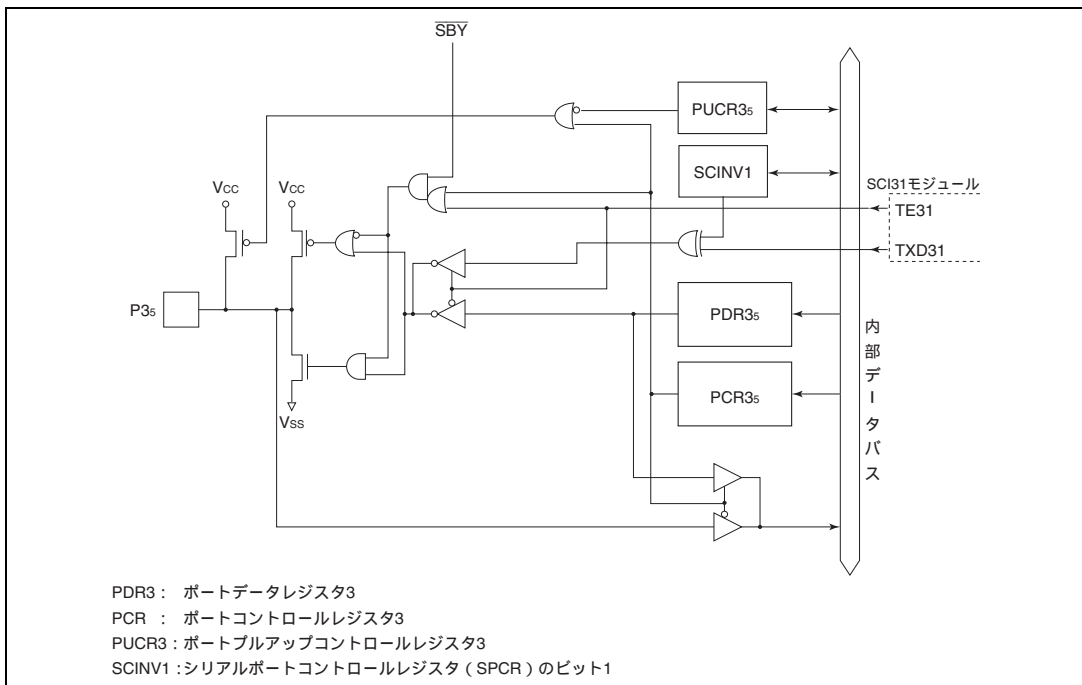 SBY
PUCR3₅
SCINV1
SCI31モジュール
TE31
TXD31
VCC
VCC
P3₅
VSS
PDR3₅
PCR3₅
内部データバス
PDR3： ポートデータレジスタ3
PCR ： ポートコントロールレジスタ3
PUCR3：ポートプルアップコントロールレジスタ3
SCINV1：シリアルポートコントロールレジスタ（SPCR）のビット1